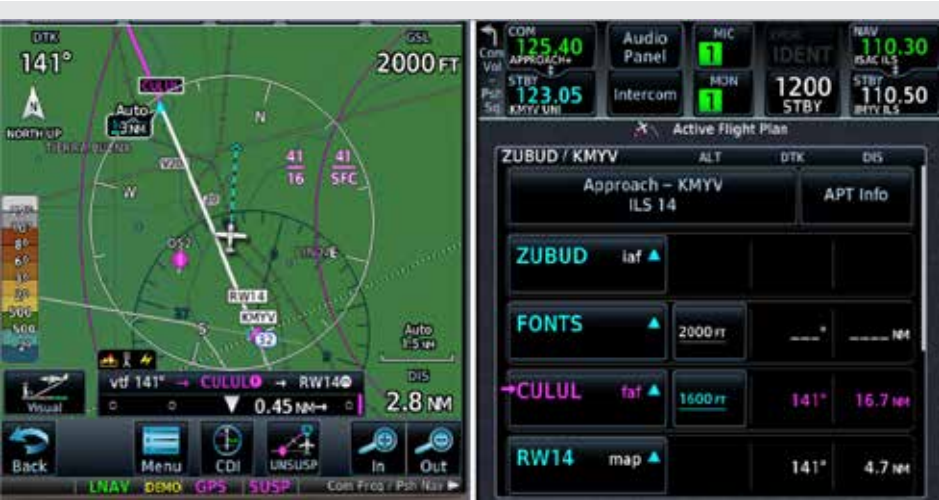 DTK
141°
GSL
2000 FT
N
NORTH UP
CULUL
Auto
TIERRA BUENA
V23
N
W
E
S
41
16
41
SFC
052
RW14
KMYV
32
Auto
1.5 NM
vtf 141° → CULUL → RW14
0.45 NM→
DIS
2.8 NM
Visual
Back
Menu
CDI
UNSUSP
In
Out
LNAV DEMO GPS SUSP Com Freq / Psh Nav
Com
Vol
Psh
Sq
COM
125.40
APPROACH+
STBY
123.05
KMYV UNI
Audio
Panel
Intercom
MIC
1
MON
1
IDENT
1200
STBY
NAV
110.30
ISAC ILS
STBY
110.50
IMYV ILS
Active Flight Plan
ZUBUD / KMYV ALT DTK DIS
Approach – KMYV
ILS 14
APT Info
ZUBUD iaf
FONTS 2000 FT ___° ____ NM
→CULUL faf 1600 FT 141° 16.7 NM
RW14 map 141° 4.7 NM